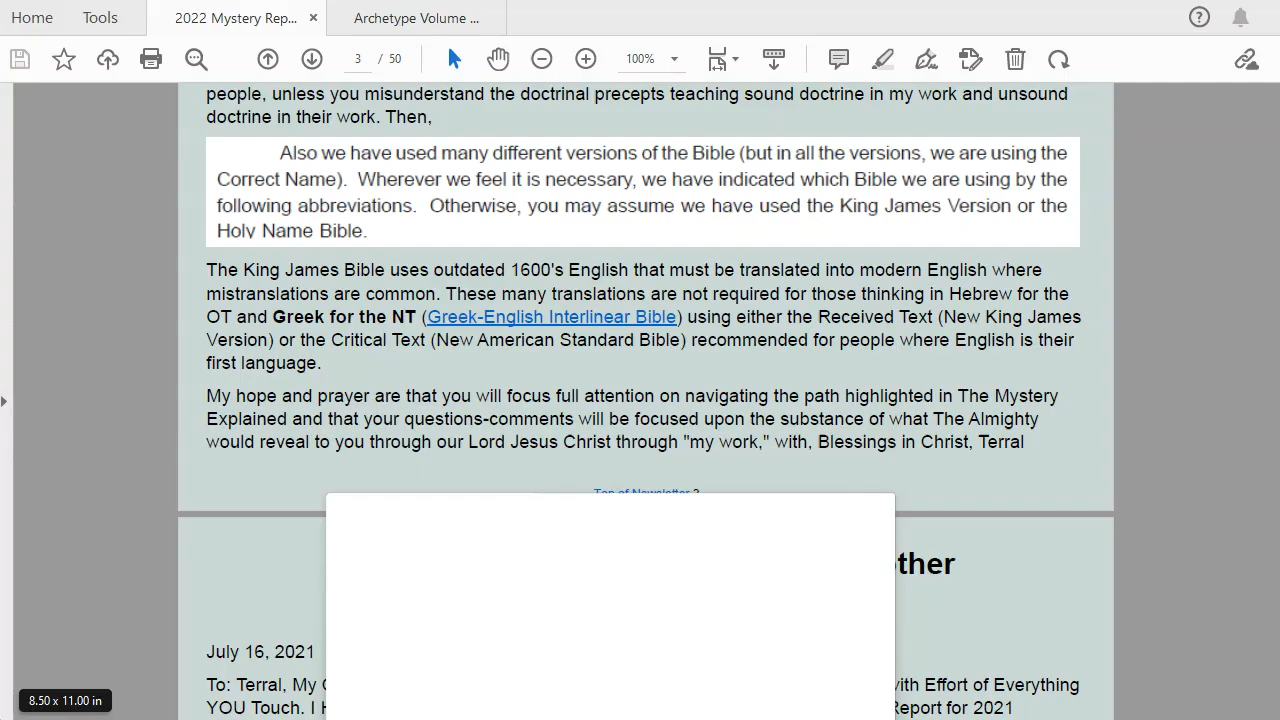 Home
Tools
2022 Mystery Rep...
Archetype Volume ...
3 / 50
100%
people, unless you misunderstand the doctrinal precepts teaching sound doctrine in my work and unsound
doctrine in their work. Then,
Also we have used many different versions of the Bible (but in all the versions, we are using the
Correct Name). Wherever we feel it is necessary, we have indicated which Bible we are using by the
following abbreviations. Otherwise, you may assume we have used the King James Version or the
Holy Name Bible.
The King James Bible uses outdated 1600's English that must be translated into modern English where
mistranslations are common. These many translations are not required for those thinking in Hebrew for the
OT and Greek for the NT (Greek-English Interlinear Bible) using either the Received Text (New King James
Version) or the Critical Text (New American Standard Bible) recommended for people where English is their
first language.
My hope and prayer are that you will focus full attention on navigating the path highlighted in The Mystery
Explained and that your questions-comments will be focused upon the substance of what The Almighty
would reveal to you through our Lord Jesus Christ through "my work," with, Blessings in Christ, Terral
Top of Newsletter
July 16, 2021
To: Terral, My
Effort of Everything
YOU Touch. I
Report for 2021
8.50 x 11.00 in